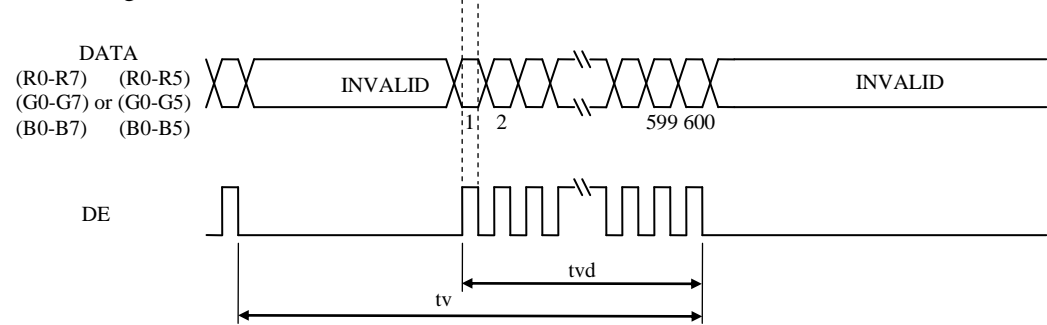 DATA
(R0-R7) (R0-R5)
(G0-G7) or (G0-G5)
(B0-B7) (B0-B5)
INVALID
INVALID
1 2 599 600
DE
tvd
tv